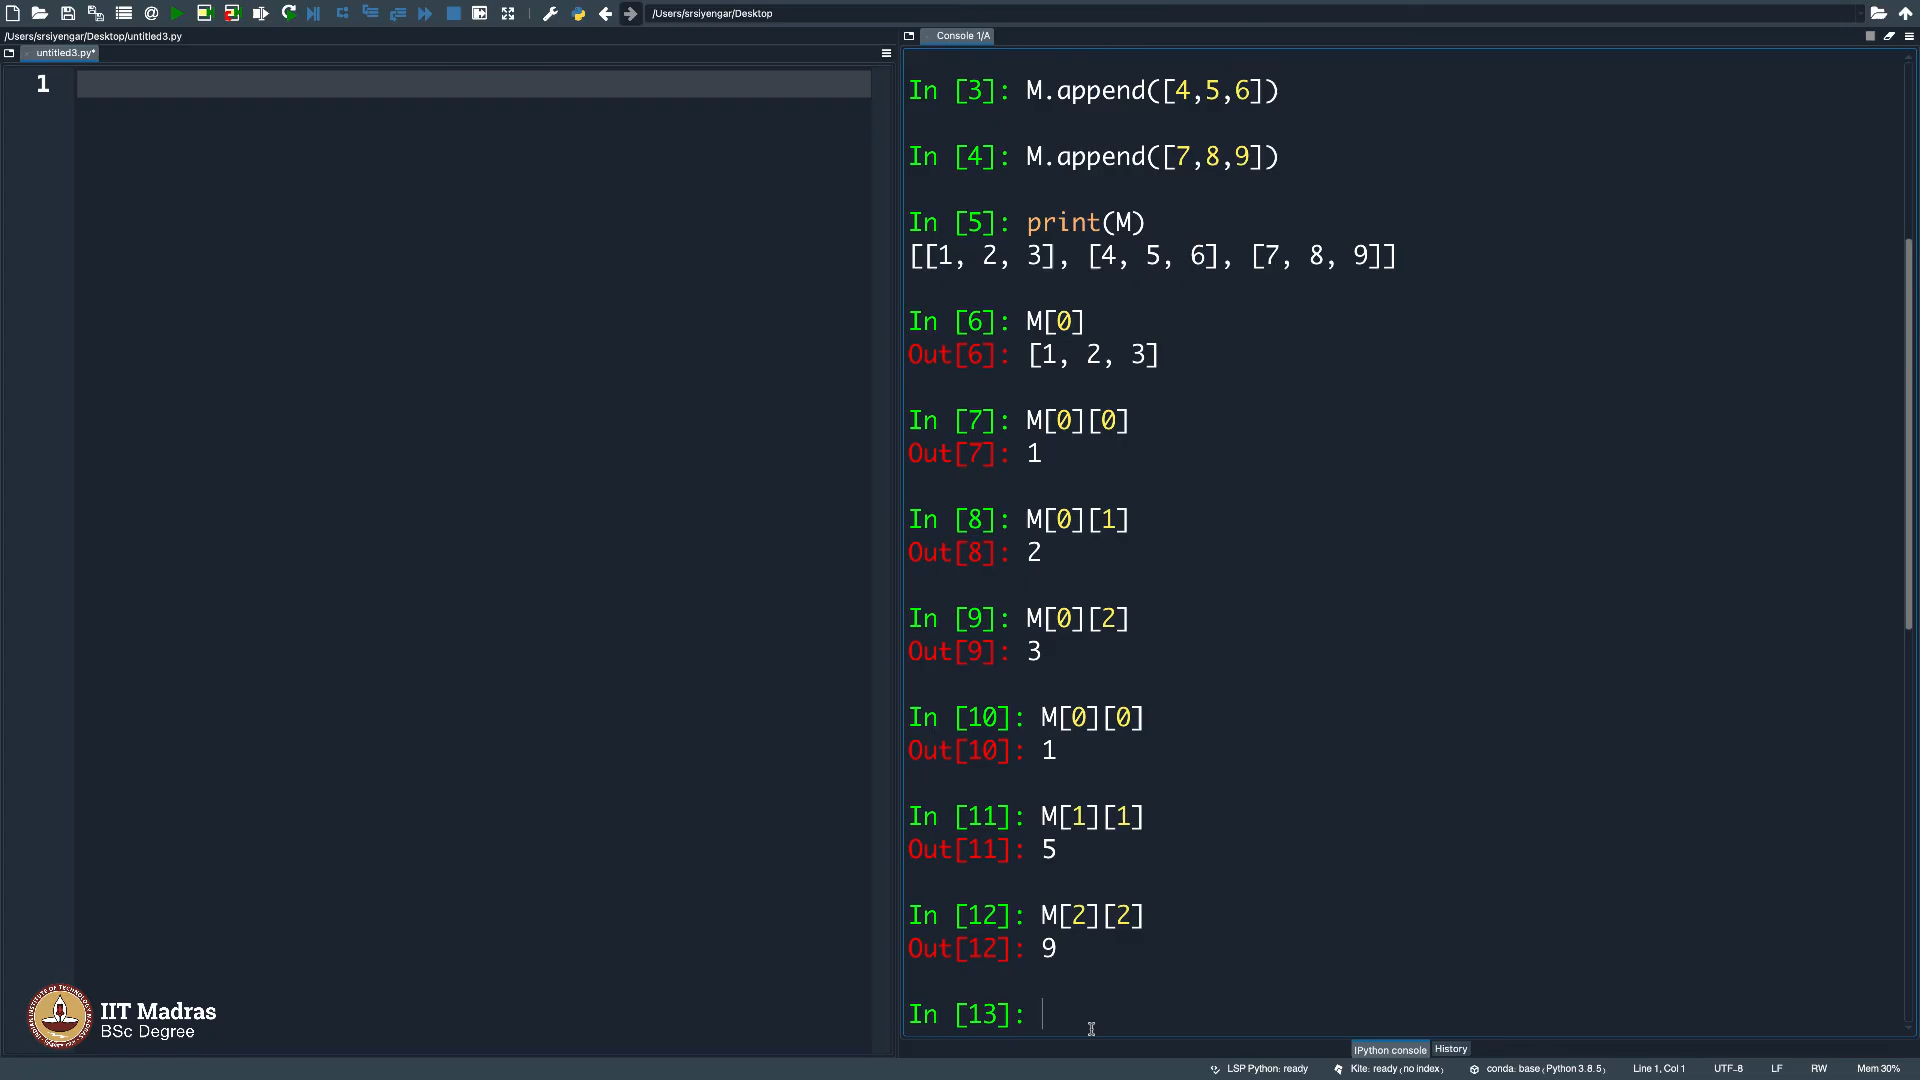 /Users/srsiyengar/Desktop
/Users/srsiyengar/Desktop/untitled3.py
untitled3.py*
1
Console 1/A
In [3]: M.append([4,5,6])
In [4]: M.append([7,8,9])
In [5]: print(M)
[[1, 2, 3], [4, 5, 6], [7, 8, 9]]
In [6]: M[0]
Out[6]: [1, 2, 3]
In [7]: M[0][0]
Out[7]: 1
In [8]: M[0][1]
Out[8]: 2
In [9]: M[0][2]
Out[9]: 3
In [10]: M[0][0]
Out[10]: 1
In [11]: M[1][1]
Out[11]: 5
In [12]: M[2][2]
Out[12]: 9
In [13]:
IIT Madras
BSc Degree
IPython console History
LSP Python: ready Kite: ready (no index) conda: base (Python 3.8.5) Line 1, Col 1 UTF-8 LF RW Mem 30%